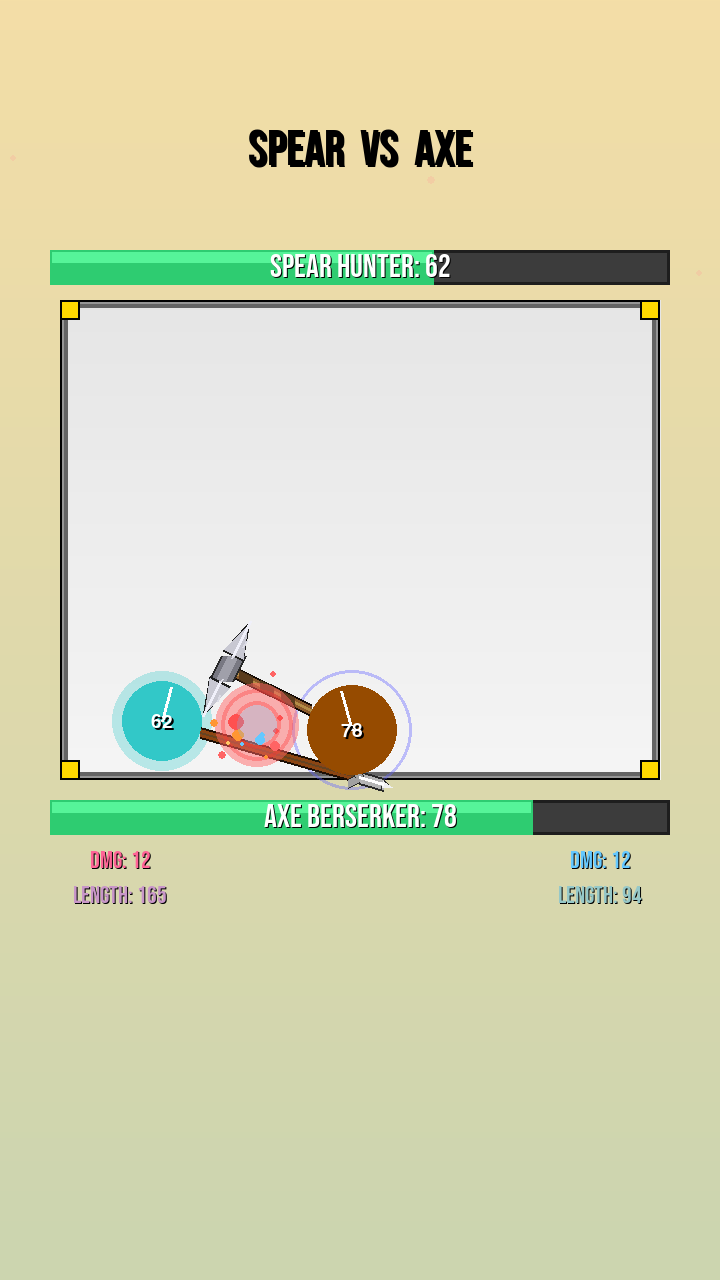 SPEAR VS AXE
SPEAR HUNTER: 62
62
78
AXE BERSERKER: 78
DMG: 12
DMG: 12
LENGTH: 165
LENGTH: 94